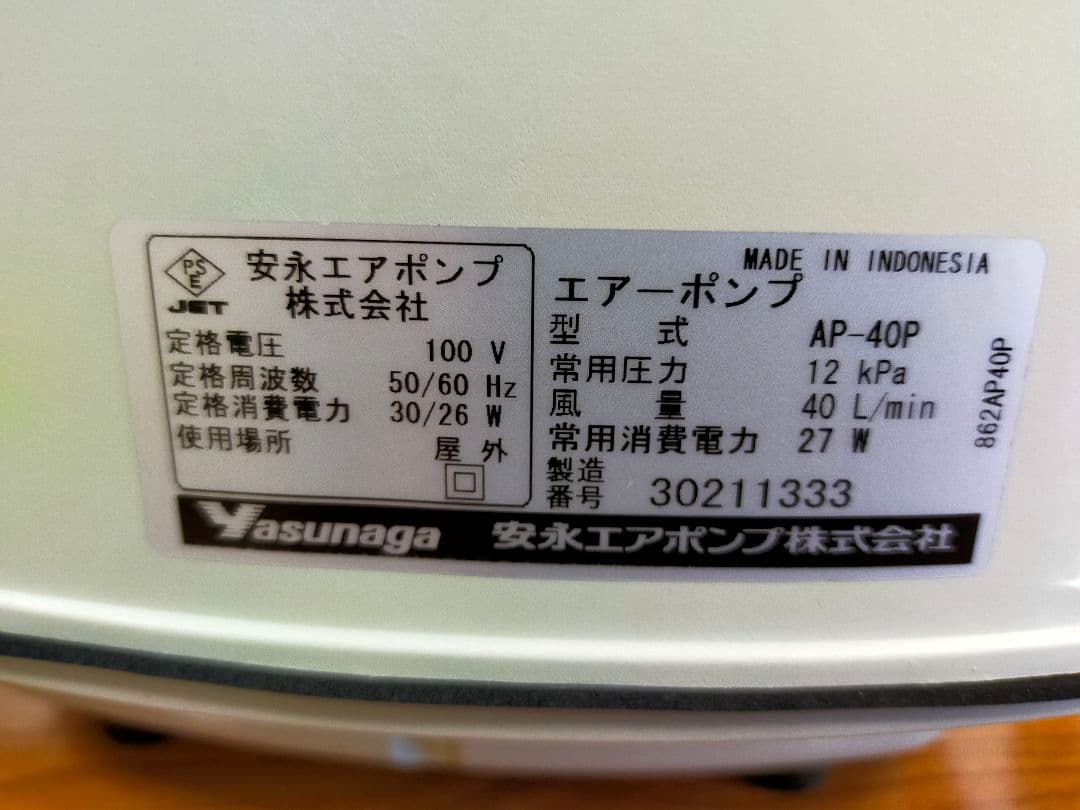 PSE
JET
安永エアポンプ
株式会社
定格電圧 100 V
定格周波数 50/60 Hz
定格消費電力 30/26 W
使用場所 屋外
MADE IN INDONESIA
エアーポンプ
型式 AP-40P
常用圧力 12 kPa
風量 40 L/min
常用消費電力 27 W
製造
番号 30211333
862AP40P
Yasunaga 安永エアポンプ株式会社